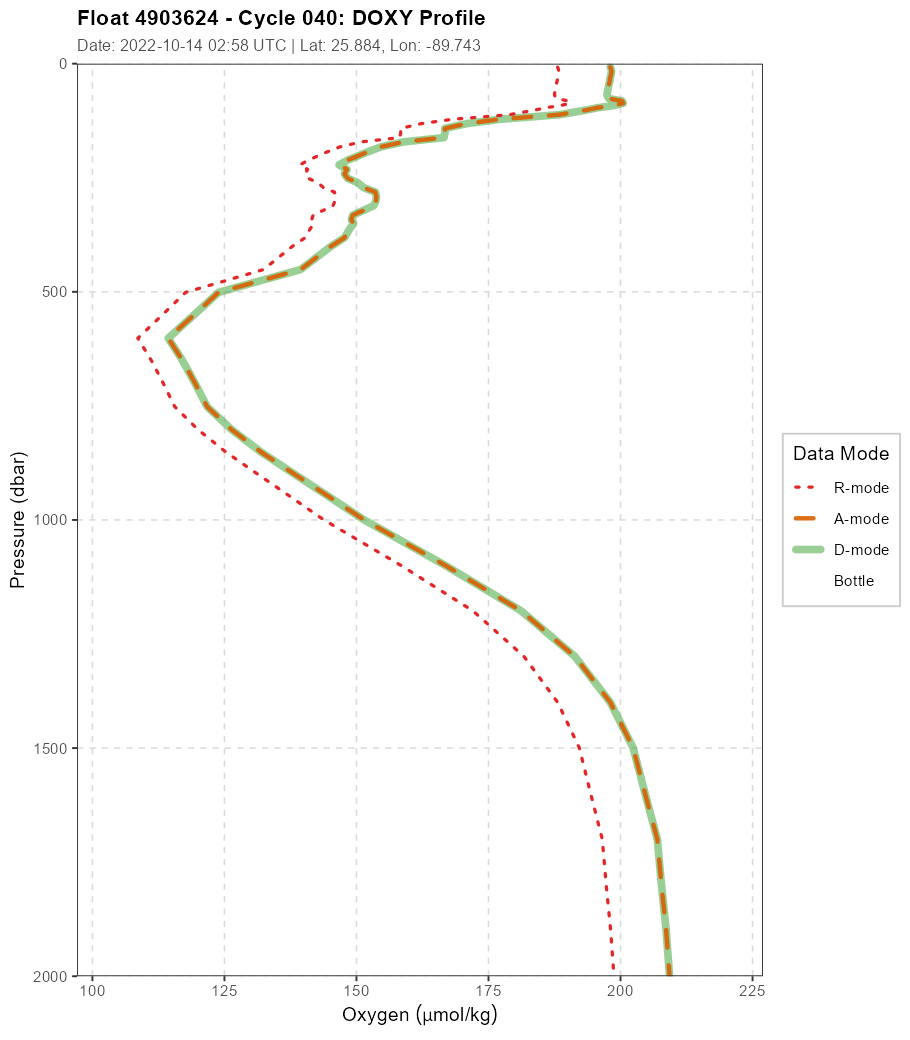 Float 4903624 - Cycle 040: DOXY Profile
Date: 2022-10-14 02:58 UTC | Lat: 25.884, Lon: -89.743
0
500
1000
1500
2000
Pressure (dbar)
100 125 150 175 200 225
Oxygen (μmol/kg)
Data Mode
R-mode
A-mode
D-mode
Bottle